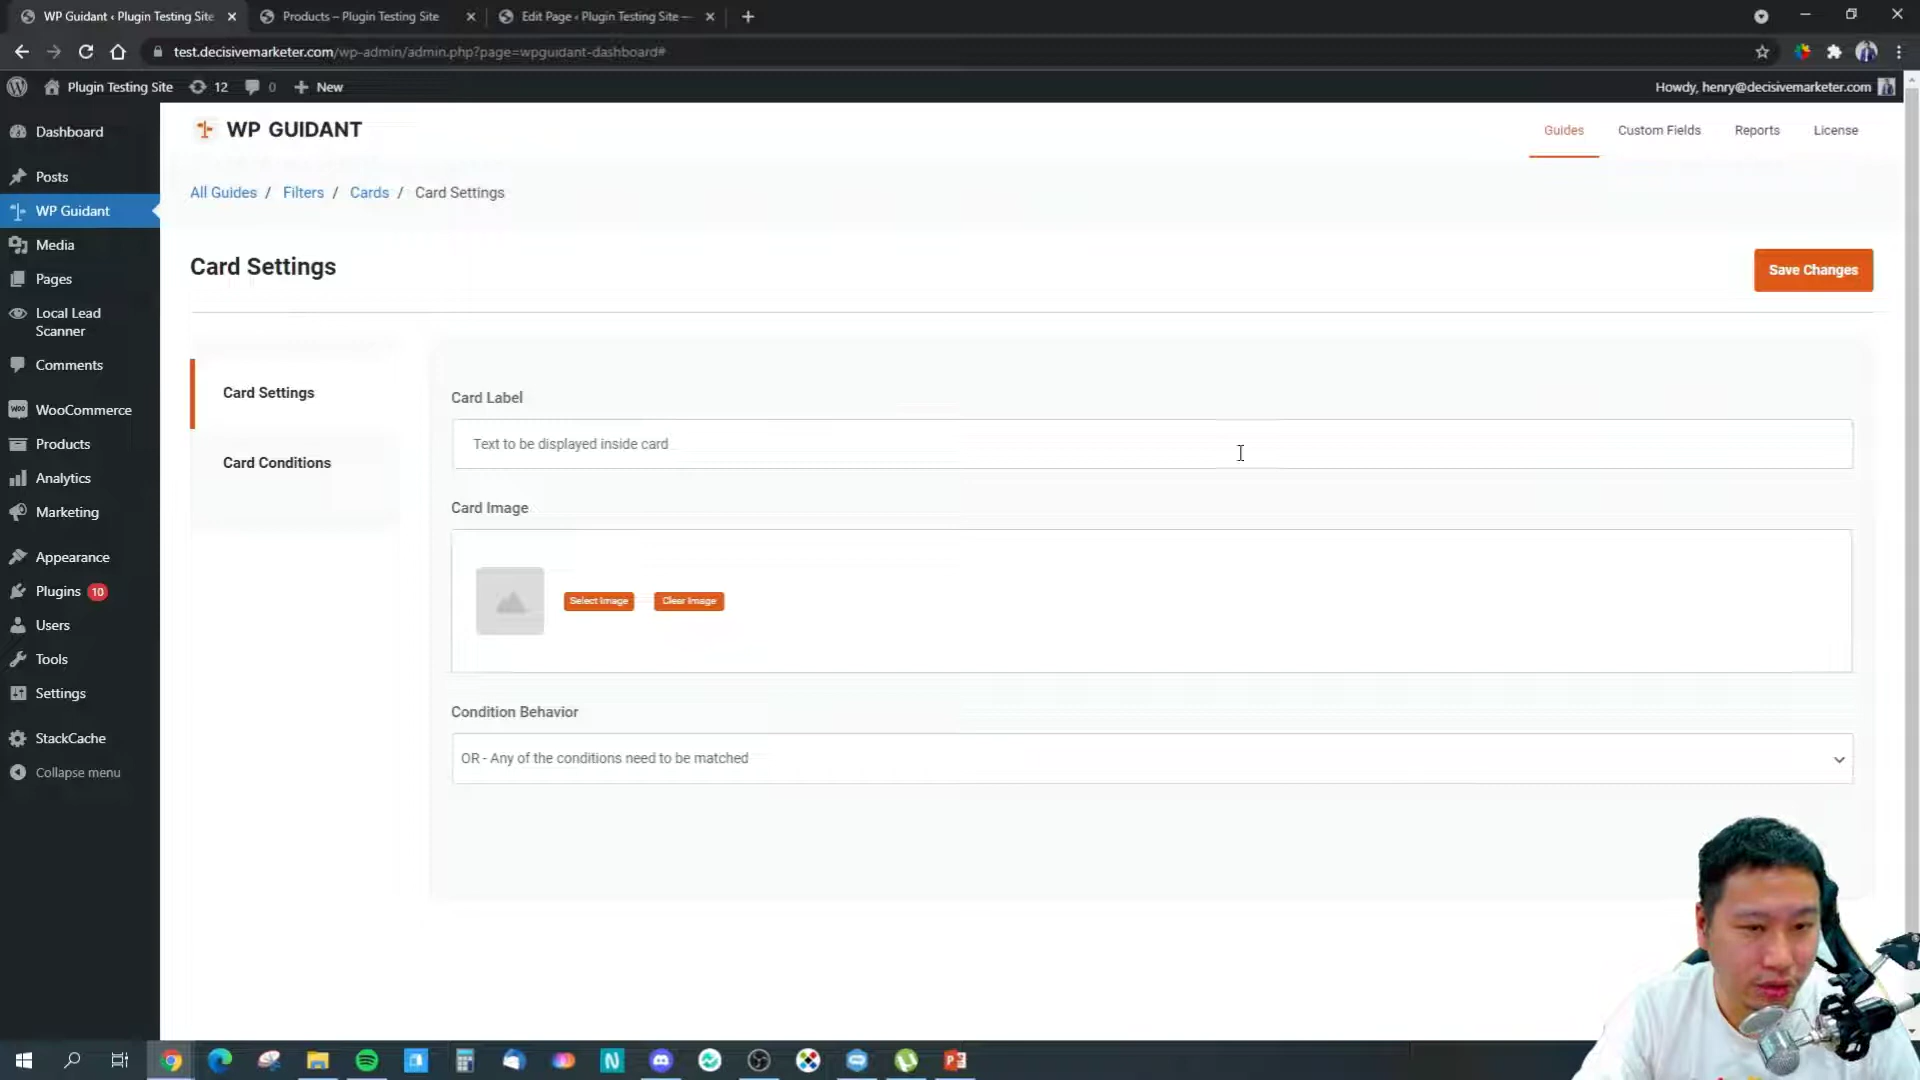 WP Guidant ‹ Plugin Testing Site
Products – Plugin Testing Site
Edit Page ‹ Plugin Testing Site —
test.decisivemarketer.com/wp-admin/admin.php?page=wpguidant-dashboard#
Plugin Testing Site
12
0
New
Howdy, henry@decisivemarketer.com
Dashboard
Posts
WP Guidant
Media
Pages
Local Lead
Scanner
Comments
WooCommerce
Products
Analytics
Marketing
Appearance
Plugins 10
Users
Tools
Settings
StackCache
Collapse menu
WP GUIDANT
Guides
Custom Fields
Reports
License
All Guides / Filters / Cards / Card Settings
Card Settings
Save Changes
Card Settings
Card Conditions
Card Label
Text to be displayed inside card
Card Image
Select Image
Clear Image
Condition Behavior
OR - Any of the conditions need to be matched